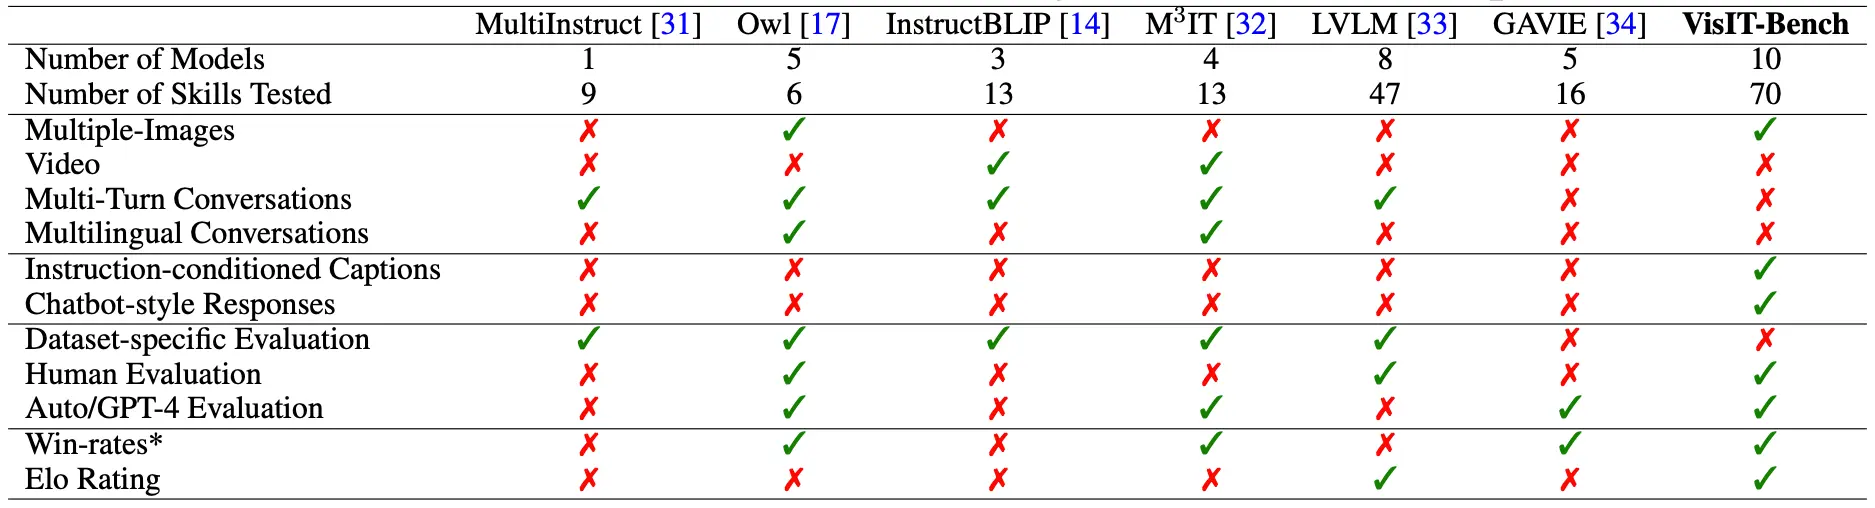 MultiInstruct [31] Owl [17] InstructBLIP [14] M³IT [32] LVLM [33] GAVIE [34] VisIT-Bench
Number of Models 1 5 3 4 8 5 10
Number of Skills Tested 9 6 13 13 47 16 70
Multiple-Images ✗ ✓ ✗ ✗ ✗ ✗ ✓
Video ✗ ✗ ✓ ✓ ✗ ✗ ✗
Multi-Turn Conversations ✓ ✓ ✓ ✓ ✓ ✗ ✗
Multilingual Conversations ✗ ✓ ✗ ✓ ✗ ✗ ✗
Instruction-conditioned Captions ✗ ✗ ✗ ✗ ✗ ✗ ✓
Chatbot-style Responses ✗ ✗ ✗ ✗ ✗ ✗ ✓
Dataset-specific Evaluation ✓ ✓ ✓ ✓ ✓ ✗ ✗
Human Evaluation ✗ ✓ ✗ ✗ ✓ ✗ ✓
Auto/GPT-4 Evaluation ✗ ✓ ✗ ✓ ✗ ✓ ✓
Win-rates* ✗ ✓ ✗ ✓ ✗ ✓ ✓
Elo Rating ✗ ✗ ✗ ✗ ✓ ✗ ✓